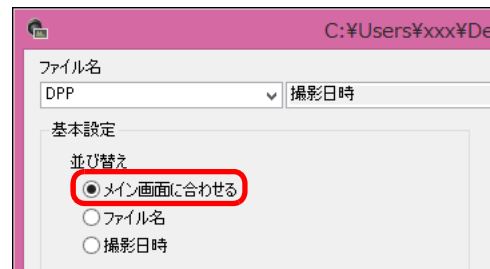 C:¥Users¥xxx¥De
ファイル名
DPP 撮影日時
基本設定
並び替え
メイン画面に合わせる
ファイル名
撮影日時